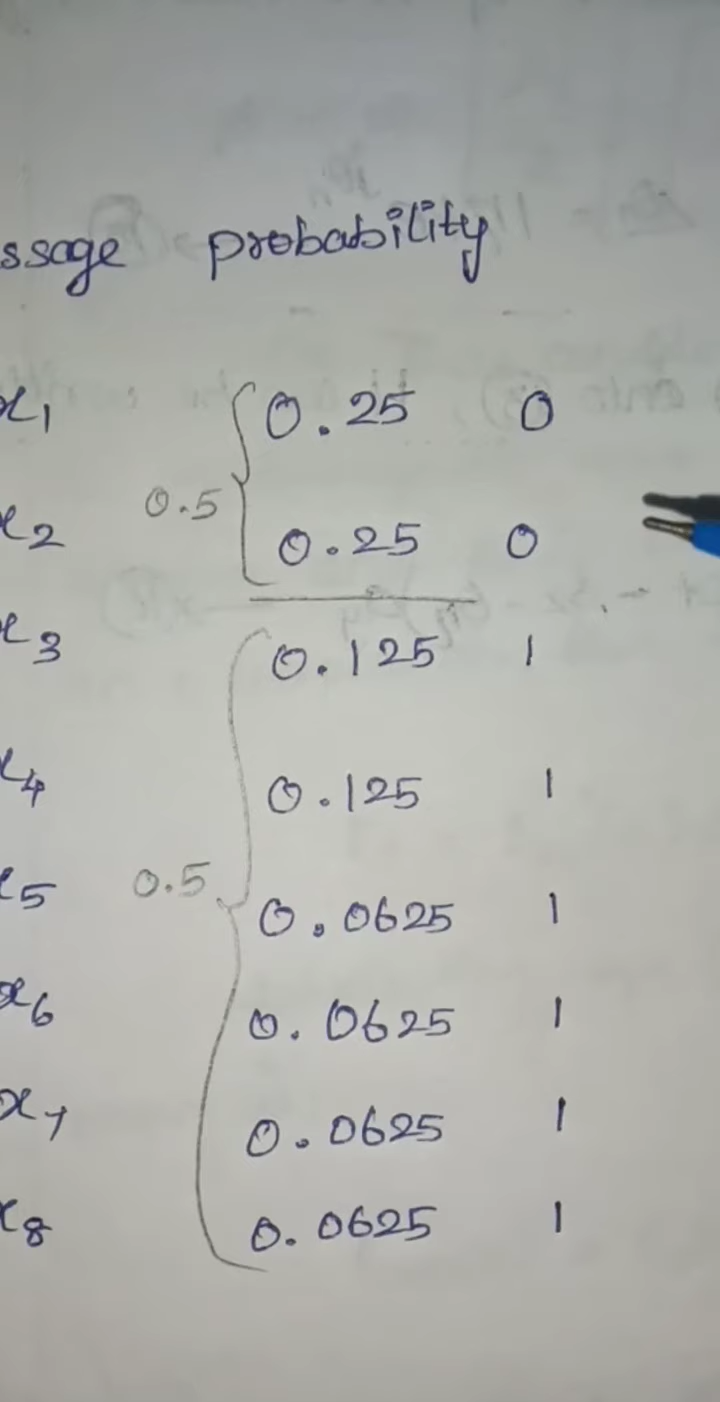 ssage probability
x1 0.25 0
0.5
x2 0.25 0
x3 0.125 1
x4 0.125 1
x5 0.5 0.0625 1
x6 0.0625 1
x7 0.0625 1
x8 0.0625 1